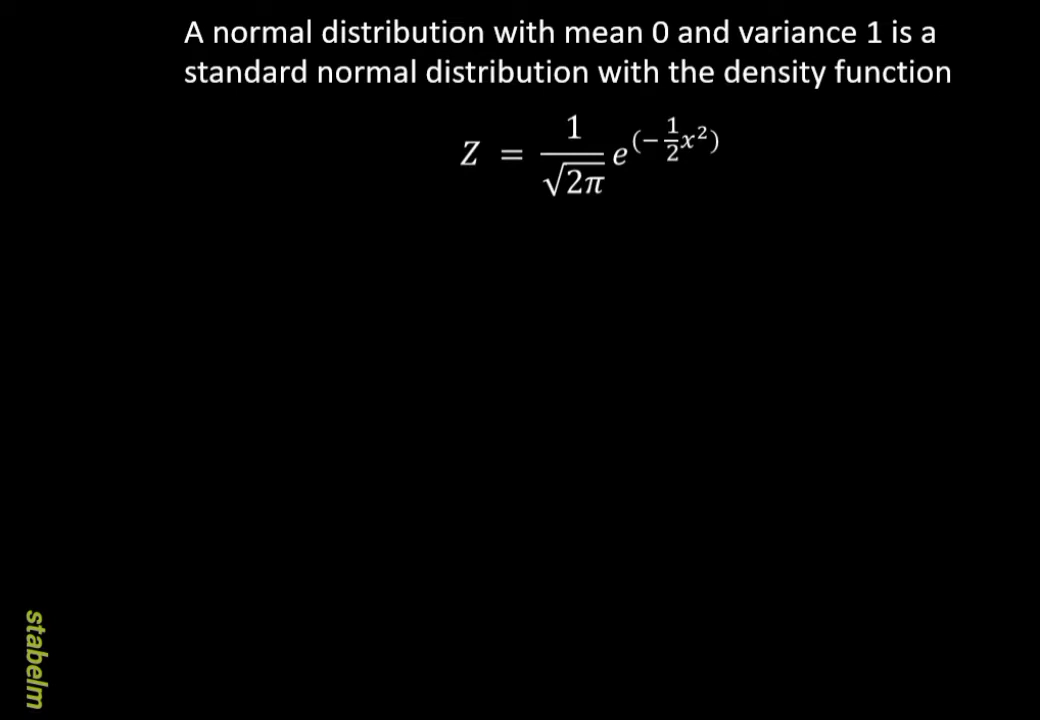 A normal distribution with mean 0 and variance 1 is a
standard normal distribution with the density function
Z = 1/√2π e^(-1/2x²)
stabelm